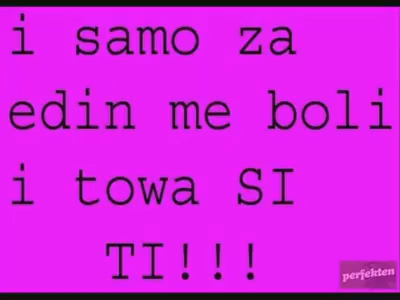 i samo za
edin me boli
i towa SI
TI!!!
perfekten